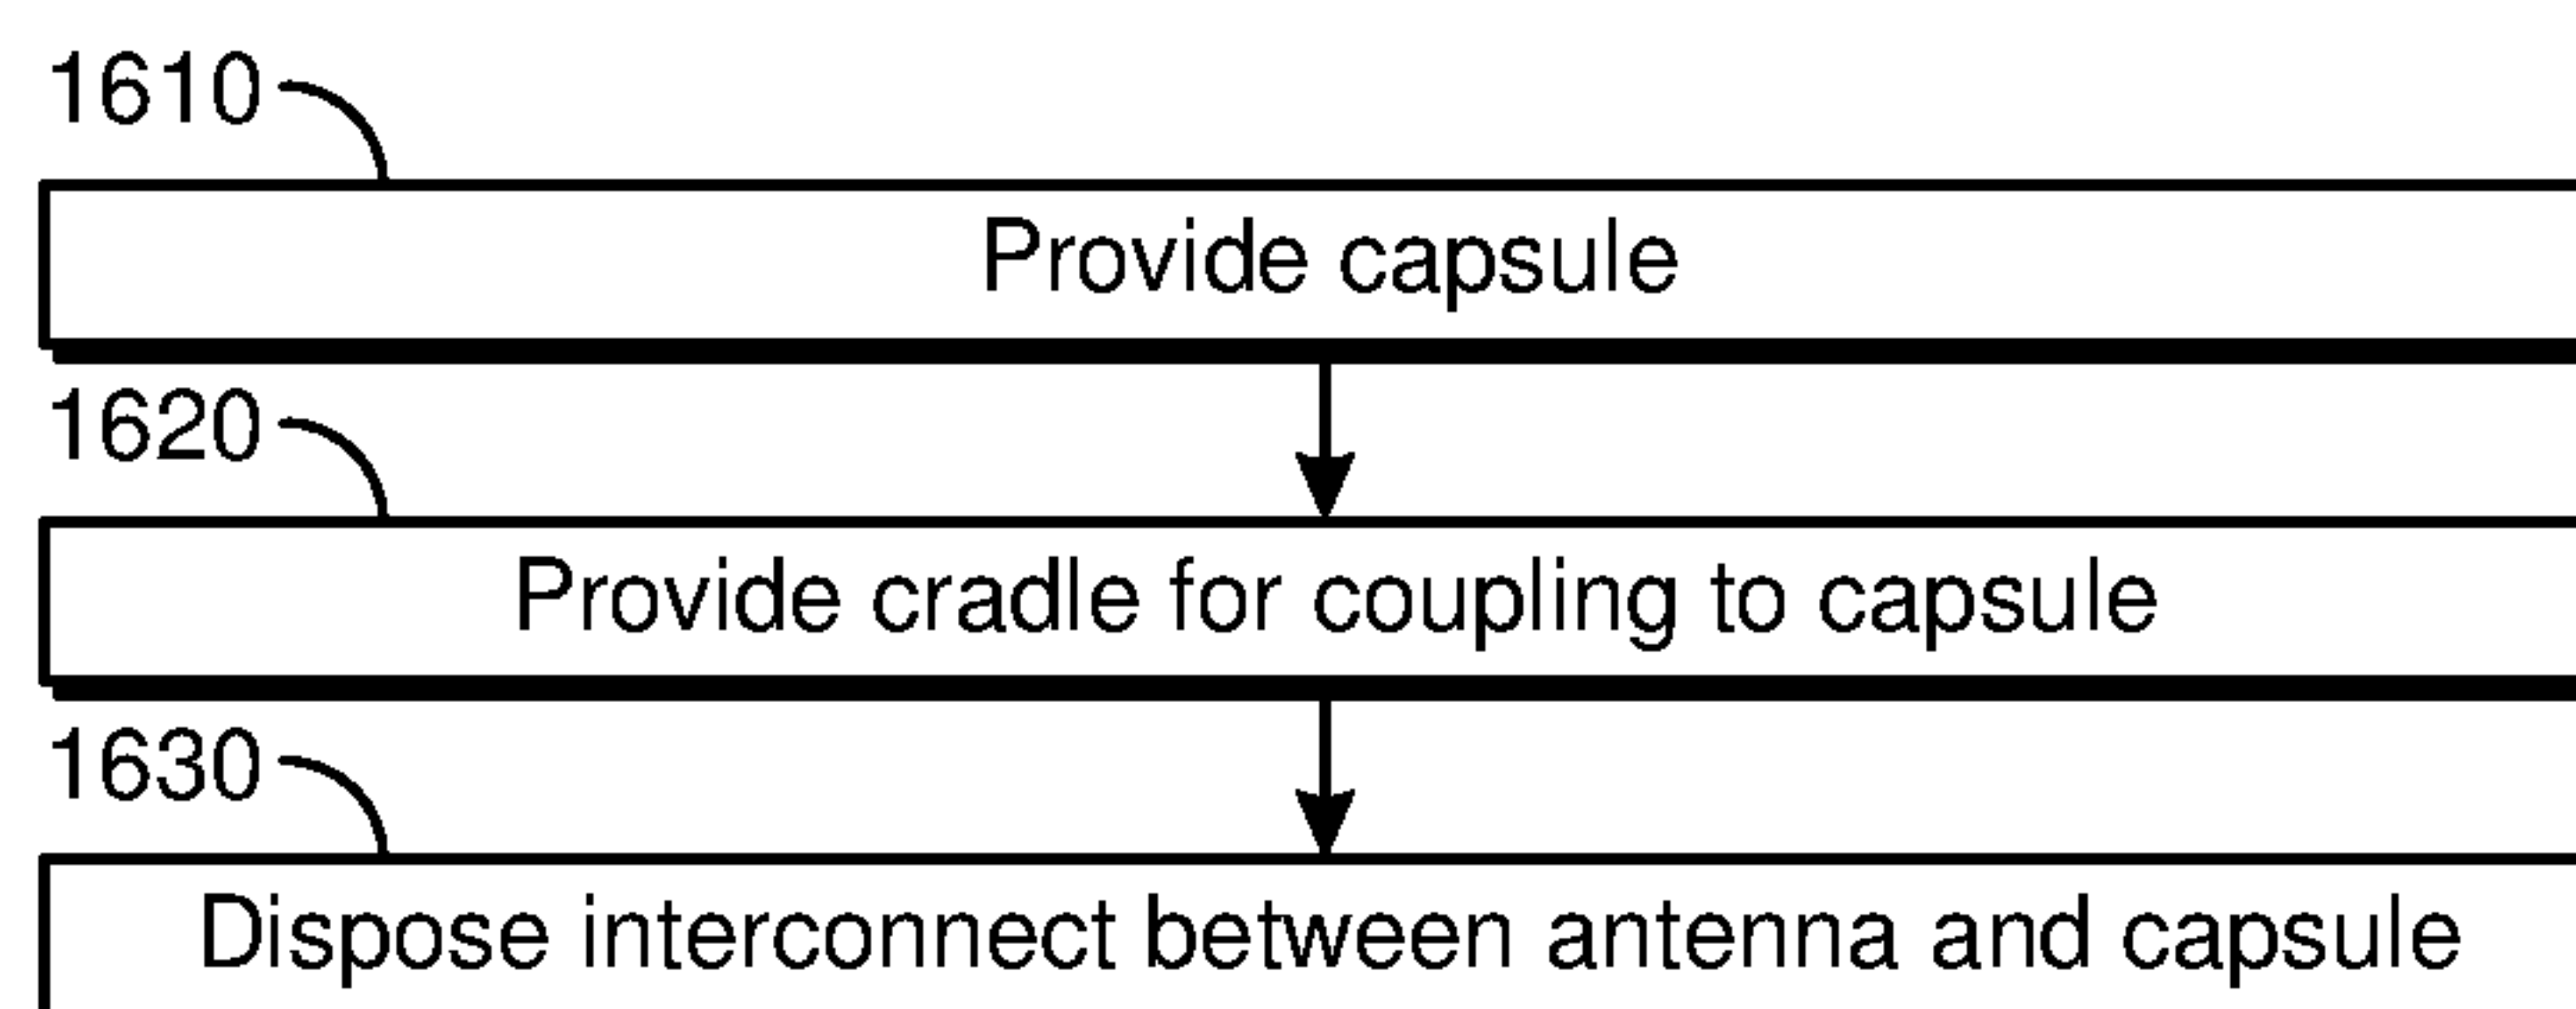 1610
Provide capsule
1620
Provide cradle for coupling to capsule
1630
Dispose interconnect between antenna and capsule